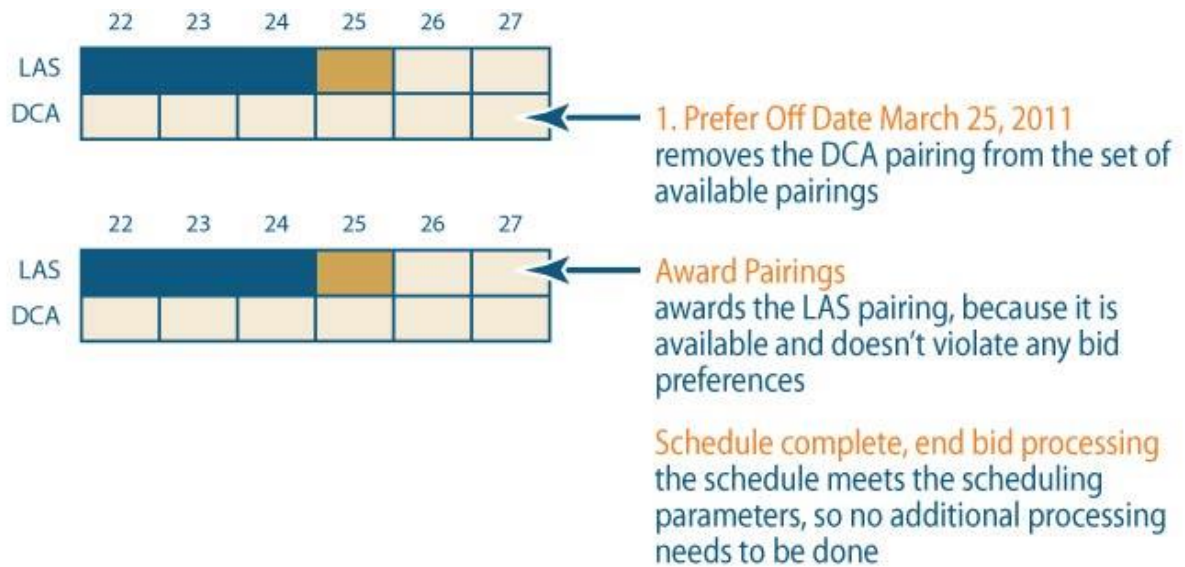 22 23 24 25 26 27
LAS
DCA
1. Prefer Off Date March 25, 2011
removes the DCA pairing from the set of
available pairings
22 23 24 25 26 27
LAS
DCA
Award Pairings
awards the LAS pairing, because it is
available and doesn't violate any bid
preferences
Schedule complete, end bid processing
the schedule meets the scheduling
parameters, so no additional processing
needs to be done